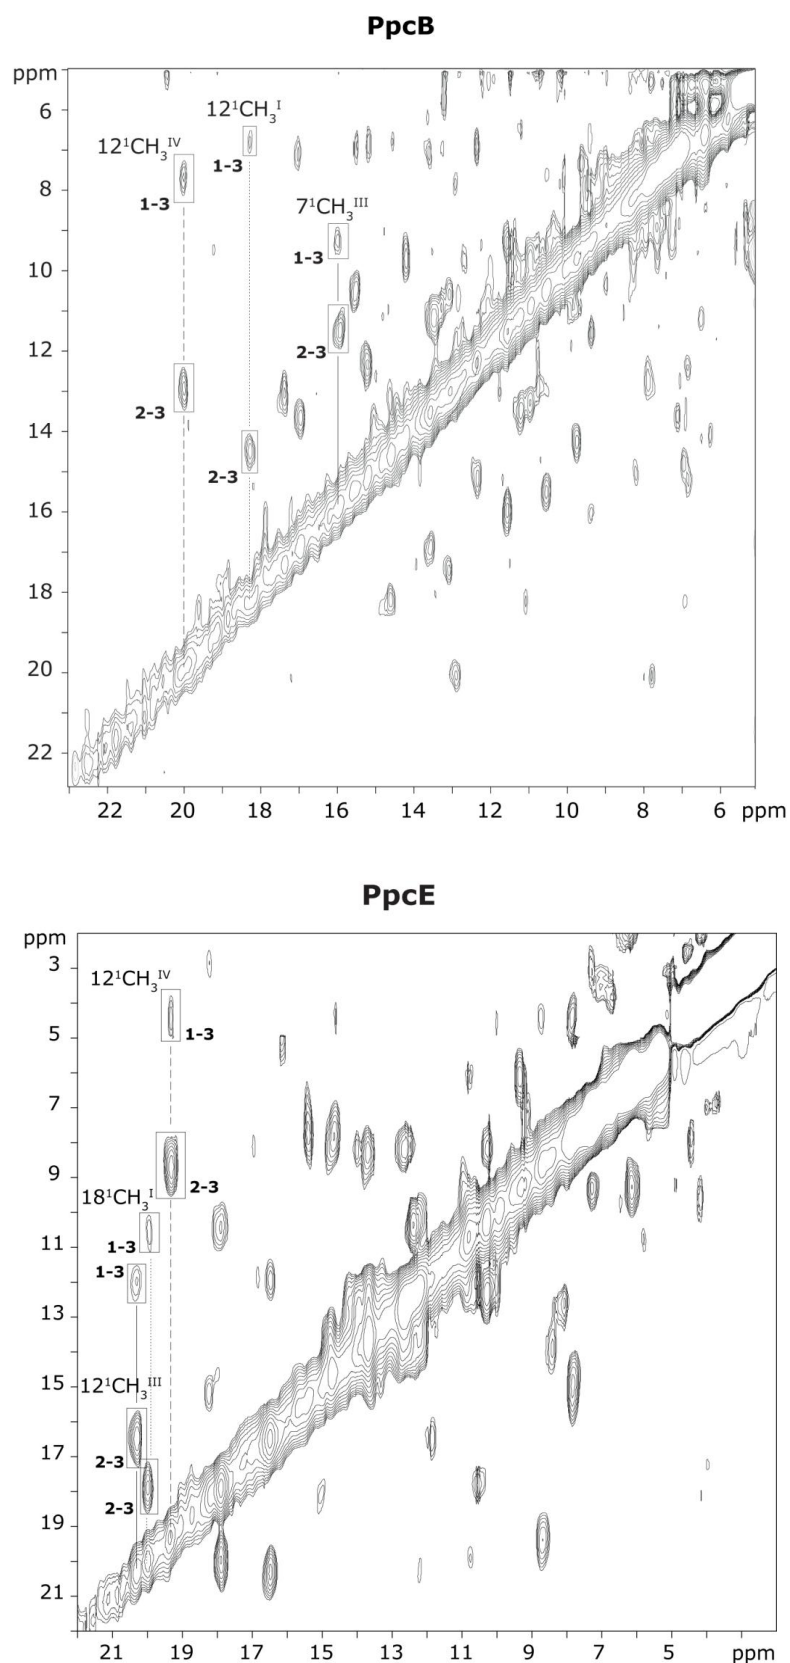 PpcB
ppm
6
12¹CH₃ᴵ
12¹CH₃ᴵⱽ
1-3
8
1-3
7¹CH₃ᴵᴵᴵ
10
1-3
12
2-3
2-3
14
2-3
16
18
20
22
22 20 18 16 14 12 10 8 6 ppm
PpcE
ppm
3
12¹CH₃ᴵⱽ
5
1-3
7
9
2-3
18¹CH₃ᴵ
11
1-3
1-3
13
15
12¹CH₃ᴵᴵᴵ
17
2-3
2-3
19
21
21 19 17 15 13 11 9 7 5 ppm